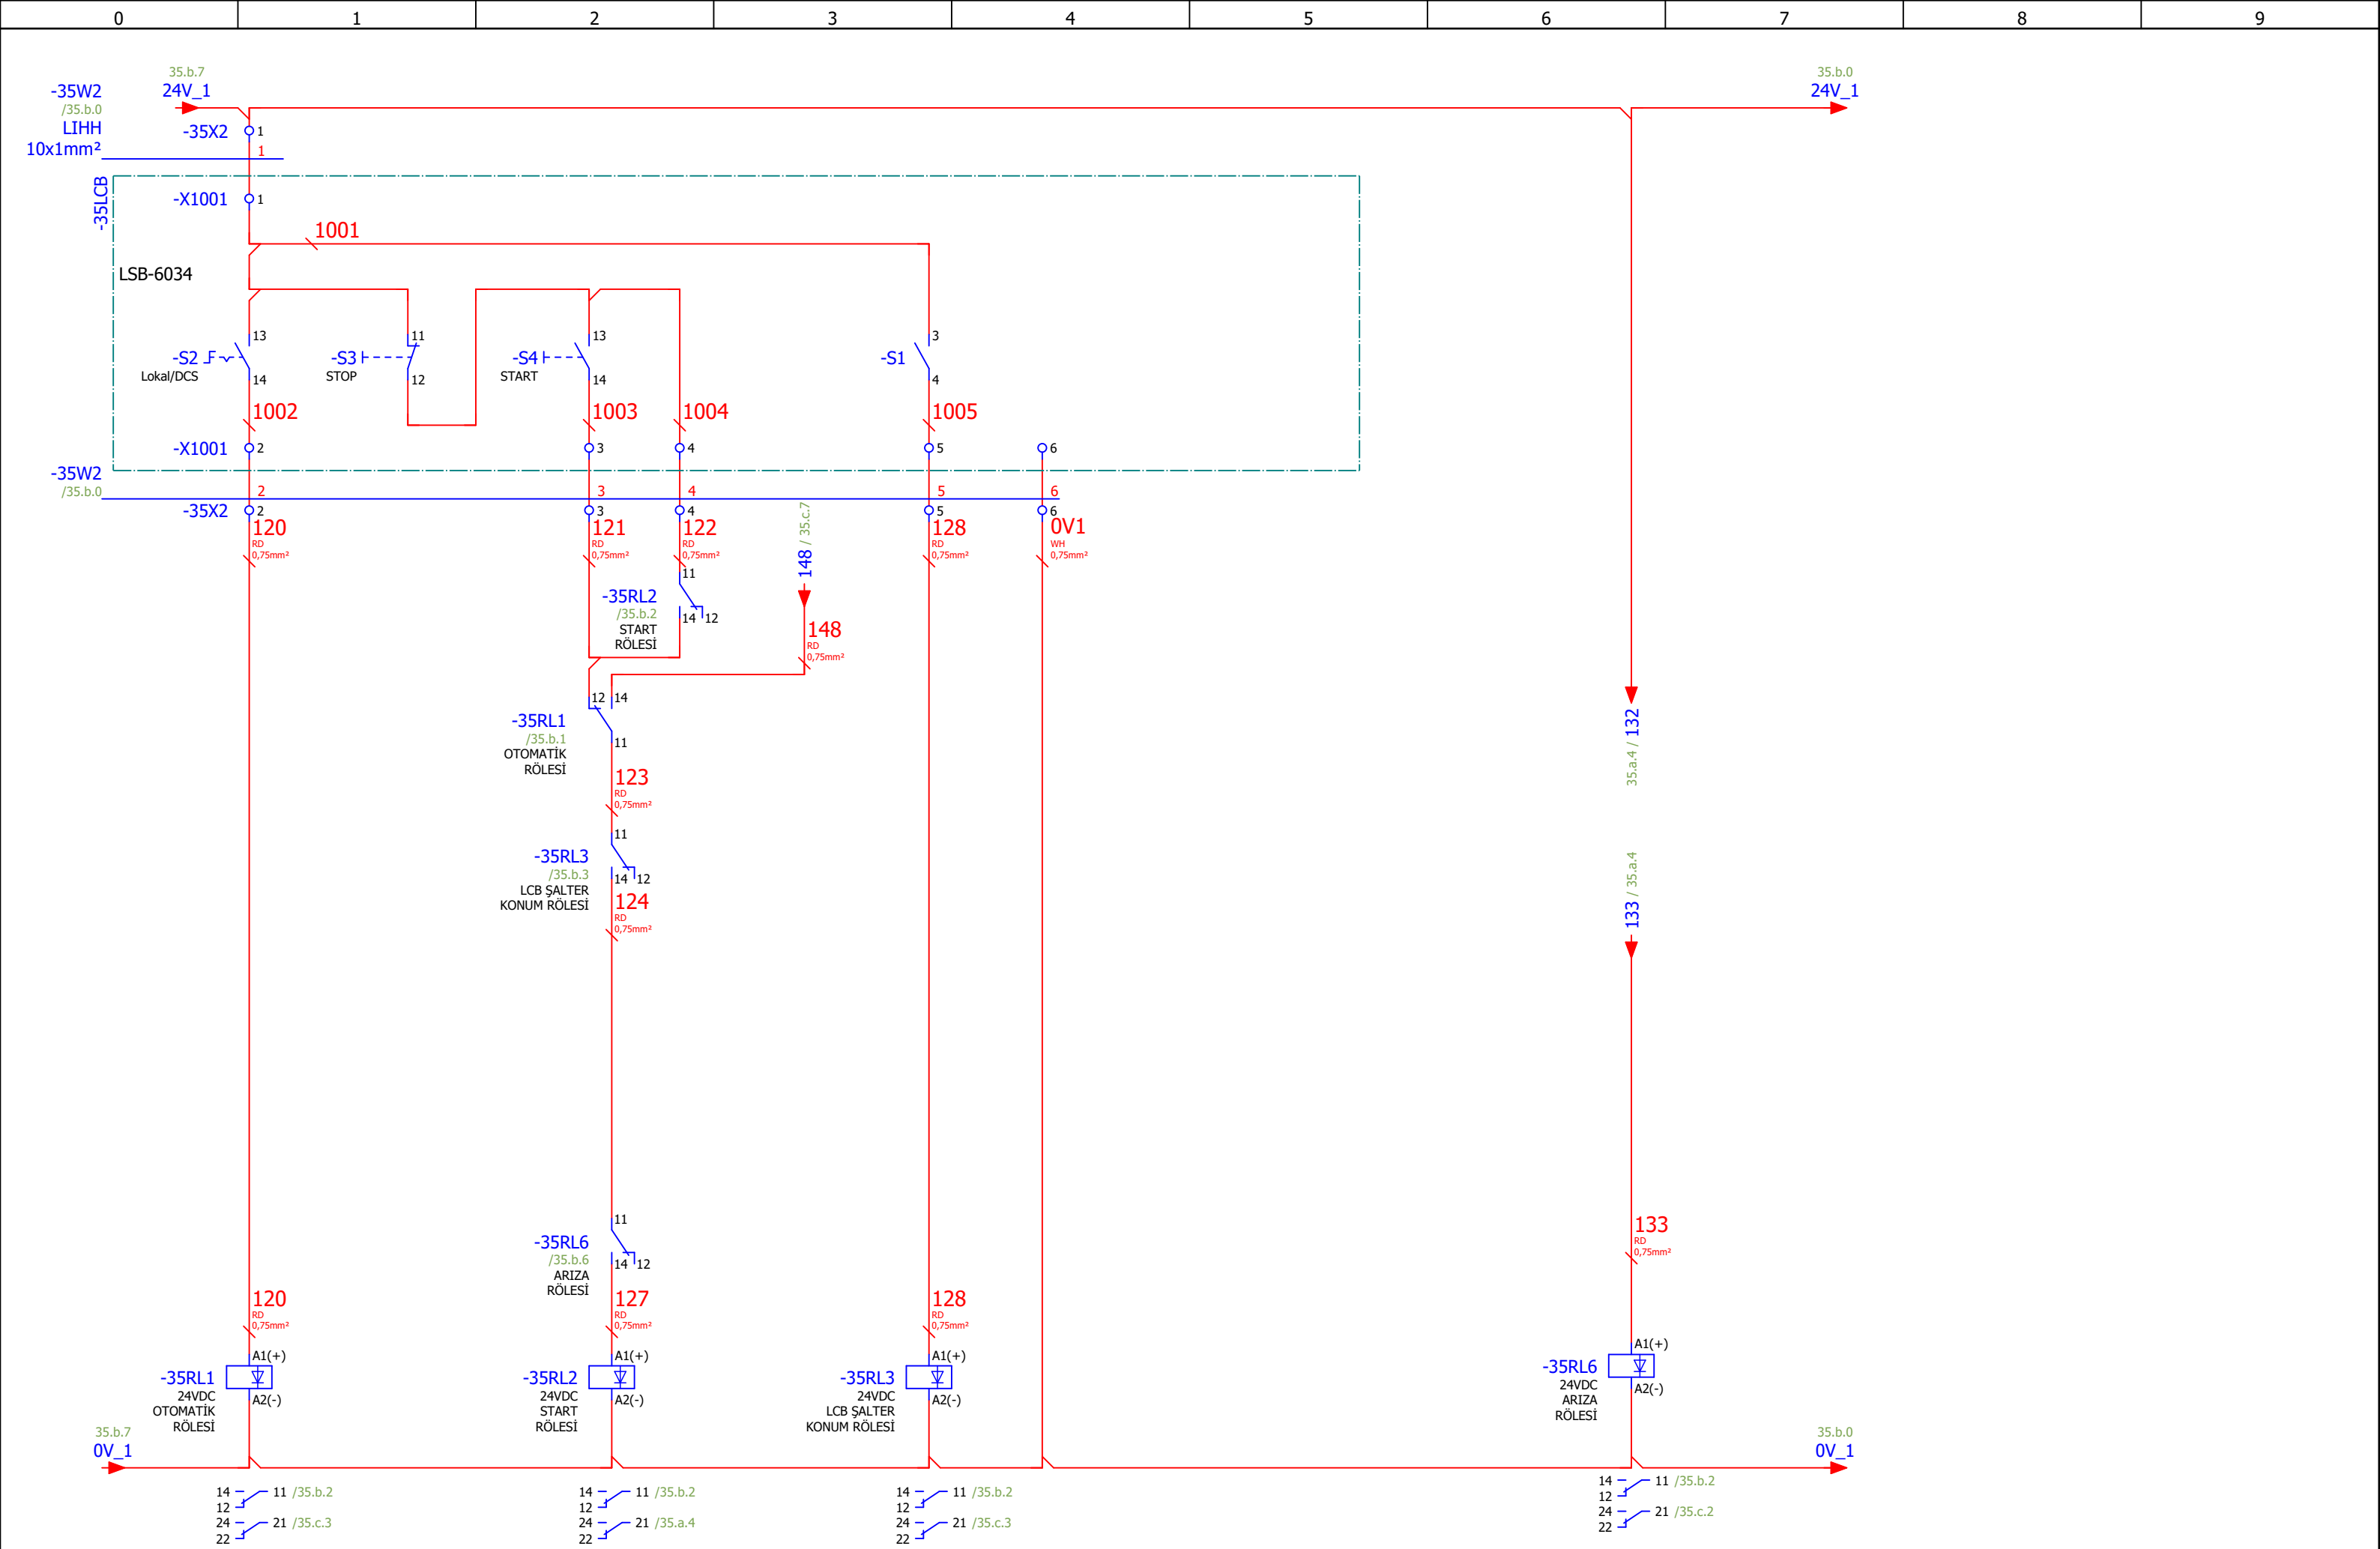 0 1 2 3 4 5 6 7 8 9
35.b.7
24V_1
35.b.0
24V_1
-35W2
/35.b.0
LIHH
10x1mm²
-35X2 1
1
-35LCB
-X1001 1
1001
LSB-6034
13 11 13 3
-S2 -S3 -S4 -S1
Lokal/DCS STOP START
14 12 14 4
1002 1003 1004 1005
-X1001 2 3 4 5 6
-35W2
/35.b.0
2 3 4 5 6
-35X2 2 3 4 5 6
120
RD
0,75mm²
121
RD
0,75mm²
122
RD
0,75mm²
148 / 35.c.7
128
RD
0,75mm²
0V1
WH
0,75mm²
11
-35RL2
/35.b.2
START
RÖLESİ
14 12
148
RD
0,75mm²
12 14
-35RL1
/35.b.1
OTOMATİK
RÖLESİ
11
35.a.4 / 132
123
RD
0,75mm²
11
-35RL3
/35.b.3
LCB ŞALTER
KONUM RÖLESİ
14 12
124
RD
0,75mm²
133 / 35.a.4
11
-35RL6
/35.b.6
ARIZA
RÖLESİ
14 12
133
RD
0,75mm²
120
RD
0,75mm²
127
RD
0,75mm²
128
RD
0,75mm²
A1(+)
-35RL1
24VDC
OTOMATİK
RÖLESİ
A2(-)
A1(+)
-35RL2
24VDC
START
RÖLESİ
A2(-)
A1(+)
-35RL3
24VDC
LCB ŞALTER
KONUM RÖLESİ
A2(-)
A1(+)
-35RL6
24VDC
ARIZA
RÖLESİ
A2(-)
35.b.7
0V_1
35.b.0
0V_1
14 11 /35.b.2
12
24 21 /35.c.3
22
14 11 /35.b.2
12
24 21 /35.a.4
22
14 11 /35.b.2
12
24 21 /35.c.3
22
14 11 /35.b.2
12
24 21 /35.c.2
22